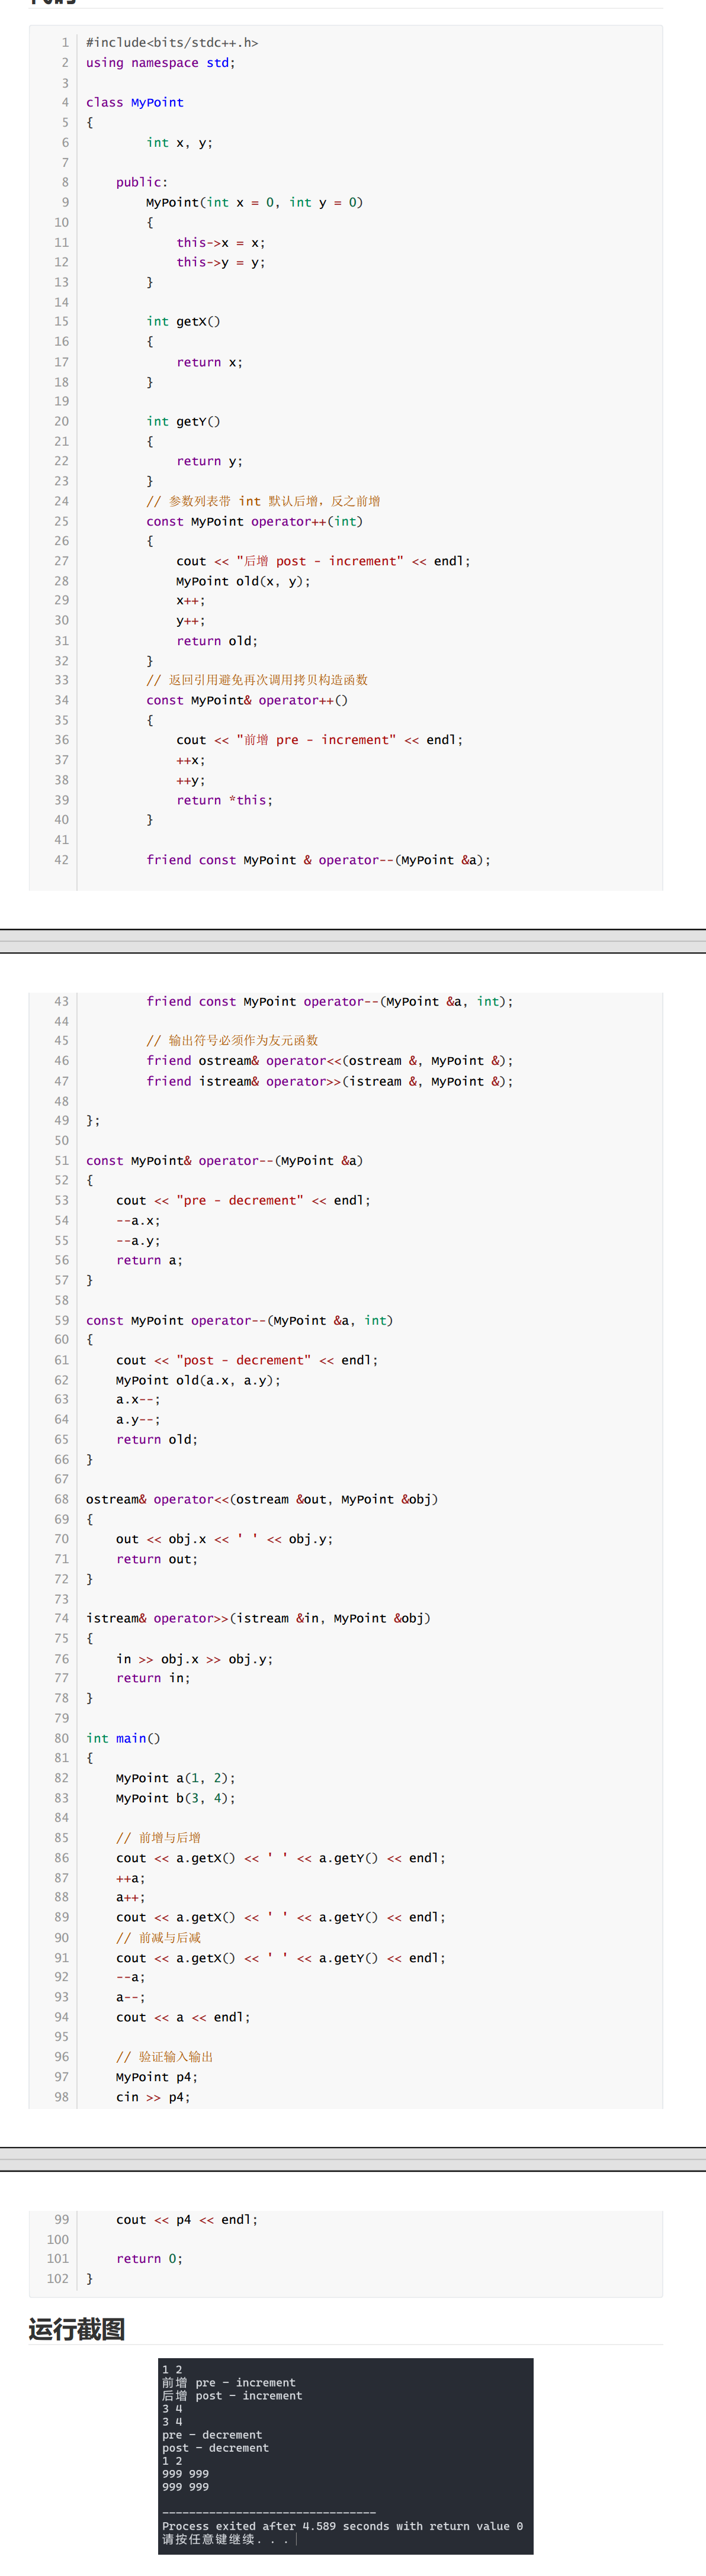 1 #include<bits/stdc++.h>
2 using namespace std;
3
4 class MyPoint
5 {
6         int x, y;
7
8     public:
9         MyPoint(int x = 0, int y = 0)
10         {
11             this->x = x;
12             this->y = y;
13         }
14
15         int getX()
16         {
17             return x;
18         }
19
20         int getY()
21         {
22             return y;
23         }
24         // 参数列表带 int 默认后增，反之前增
25         const MyPoint operator++(int)
26         {
27             cout << "后增 post - increment" << endl;
28             MyPoint old(x, y);
29             x++;
30             y++;
31             return old;
32         }
33         // 返回引用避免再次调用拷贝构造函数
34         const MyPoint& operator++()
35         {
36             cout << "前增 pre - increment" << endl;
37             ++x;
38             ++y;
39             return *this;
40         }
41
42         friend const MyPoint & operator--(MyPoint &a);
43         friend const MyPoint operator--(MyPoint &a, int);
44
45         // 输出符号必须作为友元函数
46         friend ostream& operator<<(ostream &, MyPoint &);
47         friend istream& operator>>(istream &, MyPoint &);
48
49 };
50
51 const MyPoint& operator--(MyPoint &a)
52 {
53     cout << "pre - decrement" << endl;
54     --a.x;
55     --a.y;
56     return a;
57 }
58
59 const MyPoint operator--(MyPoint &a, int)
60 {
61     cout << "post - decrement" << endl;
62     MyPoint old(a.x, a.y);
63     a.x--;
64     a.y--;
65     return old;
66 }
67
68 ostream& operator<<(ostream &out, MyPoint &obj)
69 {
70     out << obj.x << ' ' << obj.y;
71     return out;
72 }
73
74 istream& operator>>(istream &in, MyPoint &obj)
75 {
76     in >> obj.x >> obj.y;
77     return in;
78 }
79
80 int main()
81 {
82     MyPoint a(1, 2);
83     MyPoint b(3, 4);
84
85     // 前增与后增
86     cout << a.getX() << ' ' << a.getY() << endl;
87     ++a;
88     a++;
89     cout << a.getX() << ' ' << a.getY() << endl;
90     // 前减与后减
91     cout << a.getX() << ' ' << a.getY() << endl;
92     --a;
93     a--;
94     cout << a << endl;
95
96     // 验证输入输出
97     MyPoint p4;
98     cin >> p4;
99     cout << p4 << endl;
100
101     return 0;
102 }
运行截图
1 2
前增 pre - increment
后增 post - increment
3 4
3 4
pre - decrement
post - decrement
1 2
999 999
999 999
--------------------------------
Process exited after 4.589 seconds with return value 0
请按任意键继续. . .